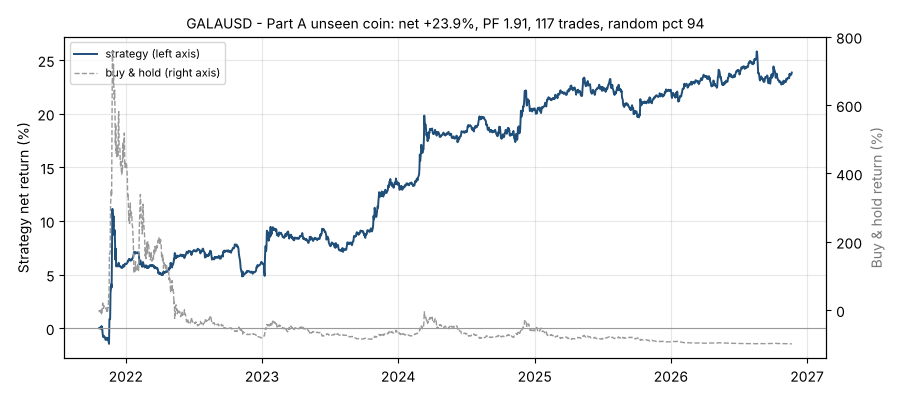 GALAUSD - Part A unseen coin: net +23.9%, PF 1.91, 117 trades, random pct 94
strategy (left axis)
buy & hold (right axis)
Strategy net return (%)
25
20
15
10
5
0
800
600
400
200
0
Buy & hold return (%)
2022 2023 2024 2025 2026 2027